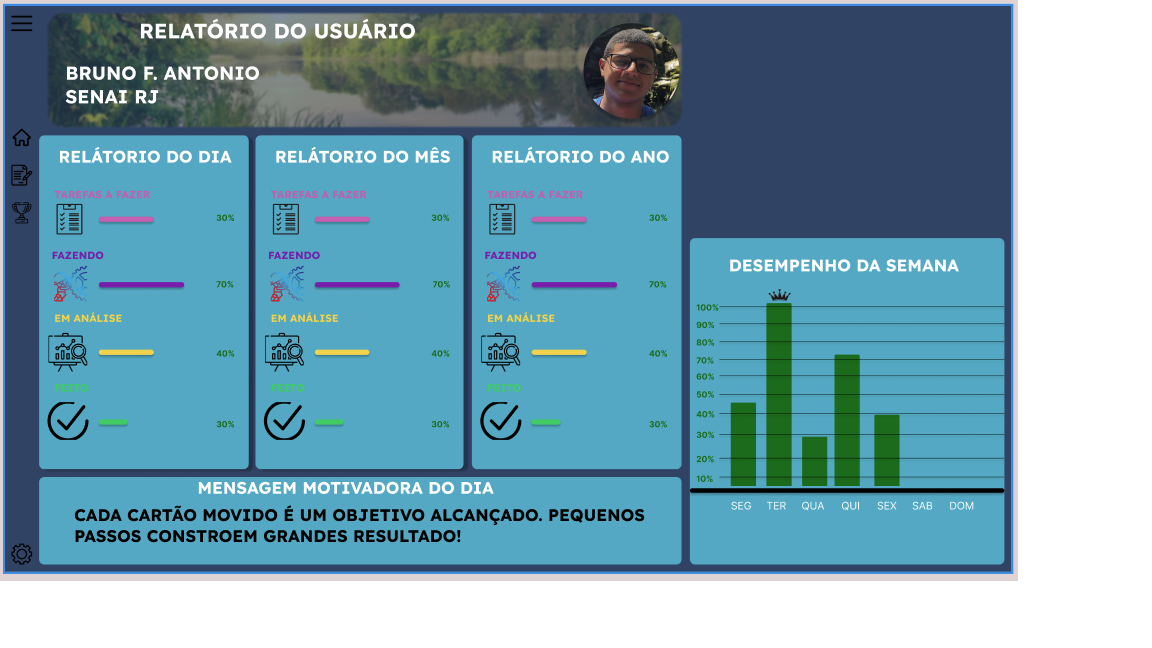 RELATÓRIO DO USUÁRIO
BRUNO F. ANTONIO
SENAI RJ
RELÁTORIO DO DIA
TAREFAS A FAZER
30%
FAZENDO
70%
EM ANÁLISE
40%
FEITO
30%
RELÁTORIO DO MÊS
TAREFAS A FAZER
30%
FAZENDO
70%
EM ANÁLISE
40%
FEITO
30%
RELÁTORIO DO ANO
TAREFAS A FAZER
30%
FAZENDO
70%
EM ANÁLISE
40%
FEITO
30%
DESEMPENHO DA SEMANA
100%
90%
80%
70%
60%
50%
40%
30%
20%
10%
SEG TER QUA QUI SEX SAB DOM
MENSAGEM MOTIVADORA DO DIA
CADA CARTÃO MOVIDO É UM OBJETIVO ALCANÇADO. PEQUENOS
PASSOS CONSTROEM GRANDES RESULTADO!